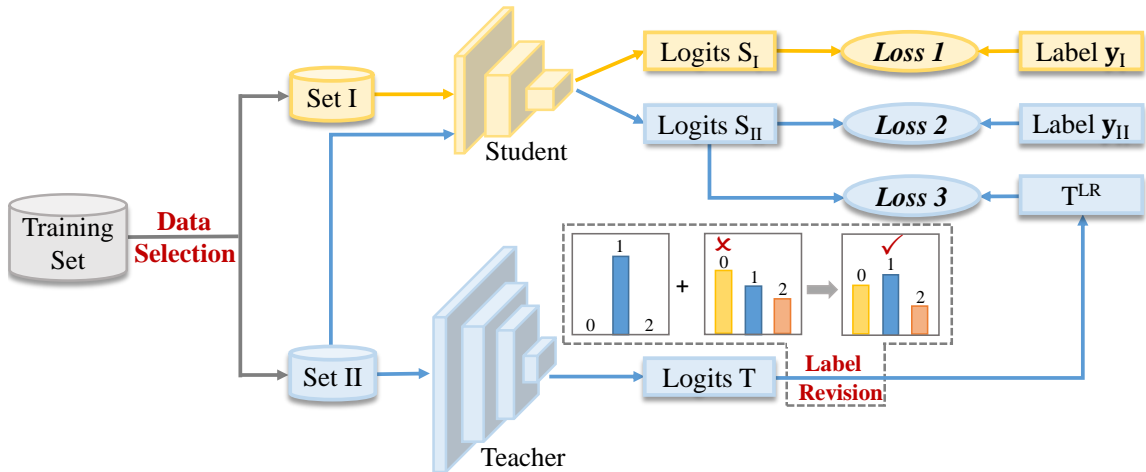 Logits S_I
Loss 1
Label y_I
Set I
Logits S_II
Loss 2
Label y_II
Student
Training
Set
Data
Selection
Loss 3
T^LR
0
1
2
+
✗
0
1
2
✓
0
1
2
Set II
Logits T
Label
Revision
Teacher